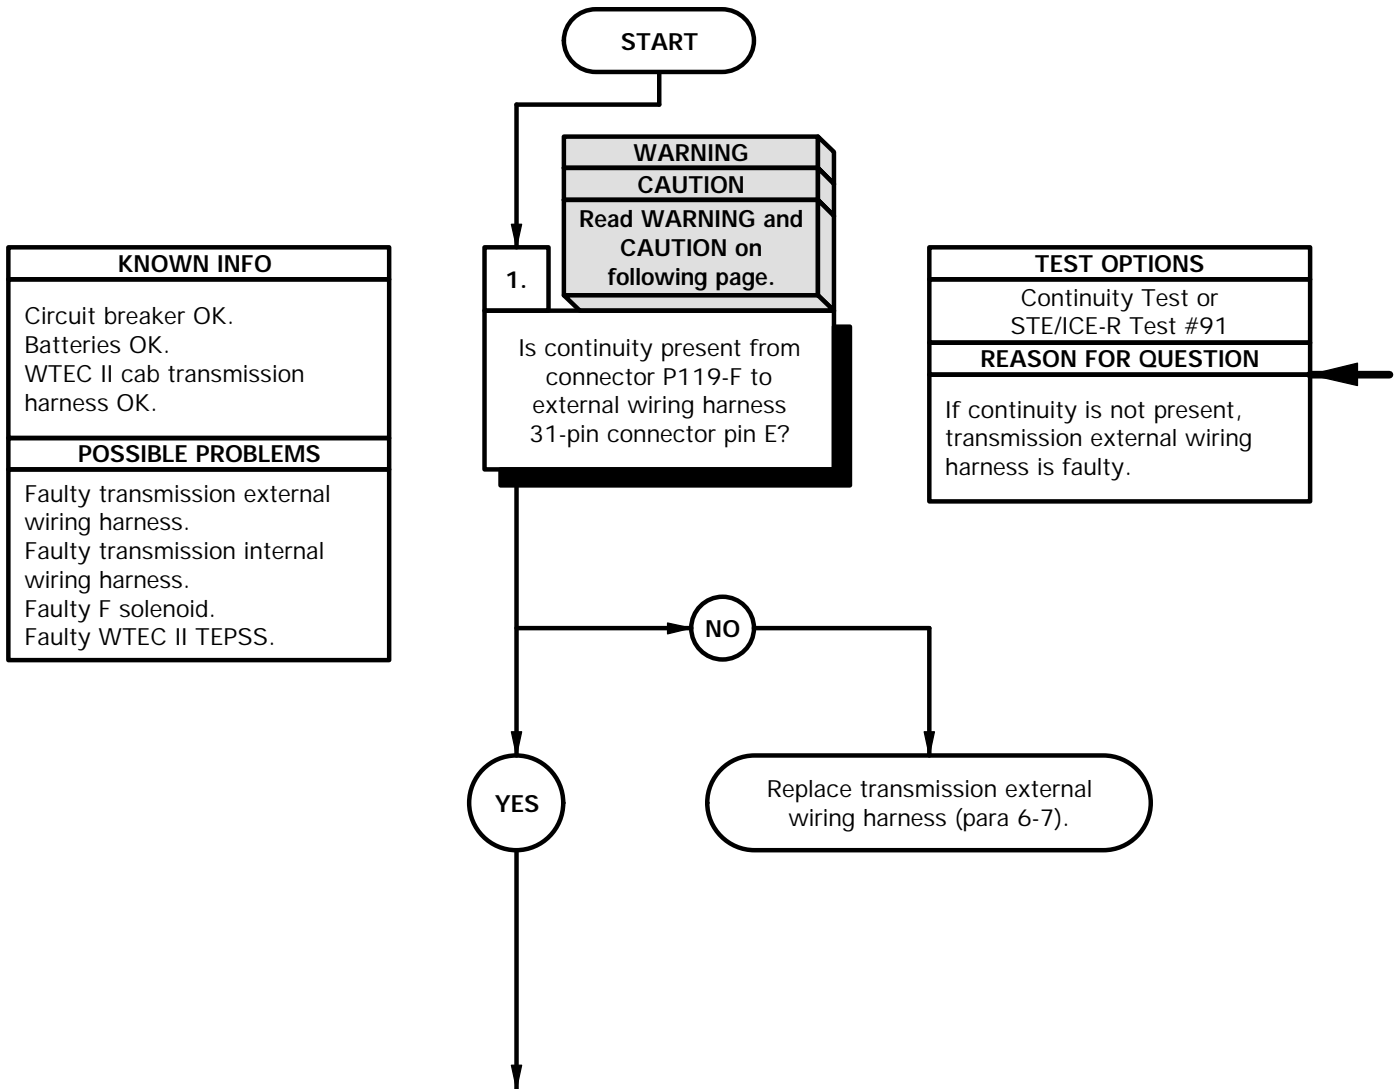 START
WARNING
CAUTION
Read WARNING and
CAUTION on
following page.
KNOWN INFO
Circuit breaker OK.
Batteries OK.
WTEC II cab transmission
harness OK.
POSSIBLE PROBLEMS
Faulty transmission external
wiring harness.
Faulty transmission internal
wiring harness.
Faulty F solenoid.
Faulty WTEC II TEPSS.
1.
Is continuity present from
connector P119-F to
external wiring harness
31-pin connector pin E?
TEST OPTIONS
Continuity Test or
STE/ICE-R Test #91
REASON FOR QUESTION
If continuity is not present,
transmission external wiring
harness is faulty.
NO
YES
Replace transmission external
wiring harness (para 6-7).